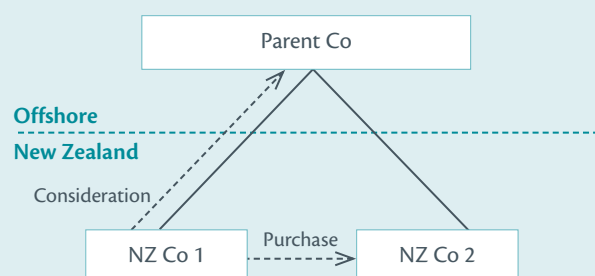 Parent Co
Offshore
New Zealand
Consideration
Purchase
NZ Co 1
NZ Co 2